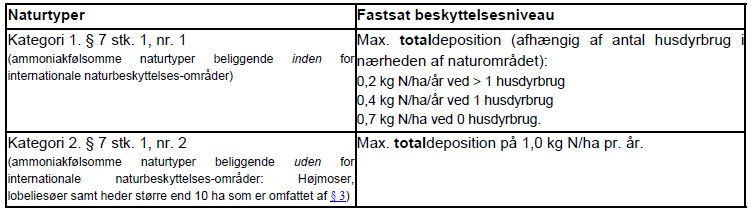 Naturtyper
Fastsat beskyttelsesniveau
Kategori 1. § 7 stk. 1, nr. 1
(ammoniakfølsomme naturtyper beliggende inden for
internationale naturbeskyttelses-områder)
Max. totaldeposition (afhængig af antal husdyrbrug i
nærheden af naturområdet):
0,2 kg N/ha/år ved > 1 husdyrbrug
0,4 kg N/ha/år ved 1 husdyrbrug
0,7 kg N/ha ved 0 husdyrbrug.
Kategori 2. § 7 stk. 1, nr. 2
(ammoniakfølsomme naturtyper beliggende uden for
internationale naturbeskyttelses-områder: Højmoser,
lobeliesøer samt heder større end 10 ha som er omfattet af § 3)
Max. totaldeposition på 1,0 kg N/ha pr. år.